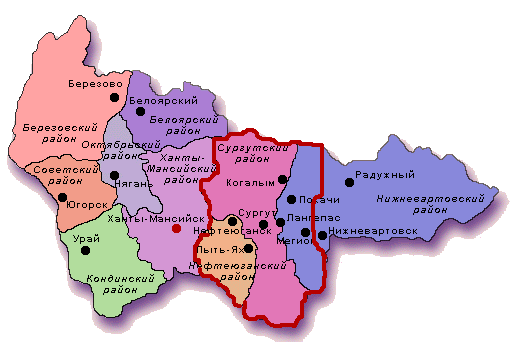 Березово
Белоярский
Березовский
район
Белоярский
район
Октябрьский
район
Сургутский
район
Ханты-
Мансийский
район
Советский
район
Нягань
Когалым
Радужный
Югорск
Покачи
Нижневартовский
район
Ханты-Мансийск
Сургут
Лангепас
Нефтеюганск
Мегион
Нижневартовск
Урай
Пыть-Ях
Нефтеюганский
район
Кондинский
район